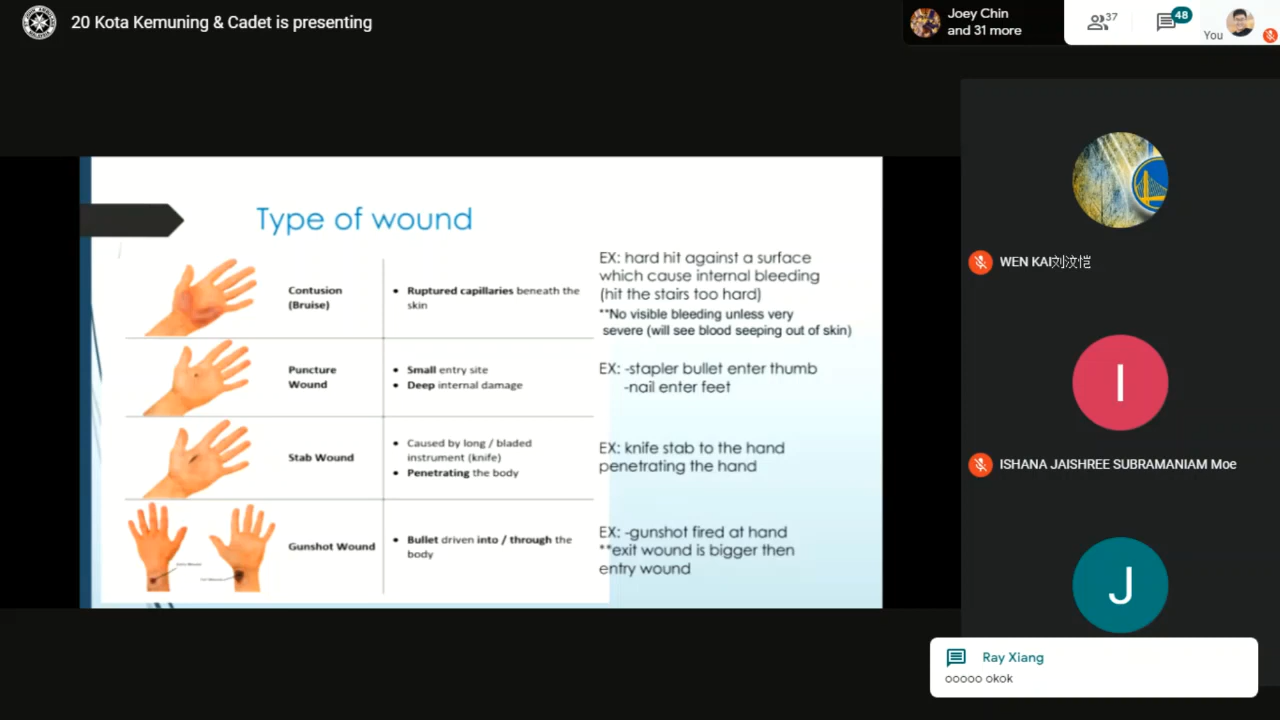 20 Kota Kemuning & Cadet is presenting
Joey Chin
and 31 more
37
48
You
Type of wound
Contusion
(Bruise)
• Ruptured capillaries beneath the
skin
EX: hard hit against a surface
which cause internal bleeding
(hit the stairs too hard)
**No visible bleeding unless very
severe (will see blood seeping out of skin)
Puncture
Wound
• Small entry site
• Deep internal damage
EX: -stapler bullet enter thumb
-nail enter feet
Stab Wound
• Caused by long / bladed
instrument (knife)
• Penetrating the body
EX: knife stab to the hand
penetrating the hand
Gunshot Wound
• Bullet driven into / through the
body
EX: -gunshot fired at hand
**exit wound is bigger then
entry wound
WEN KAI刘汶恺
I
ISHANA JAISHREE SUBRAMANIAM Moe
J
Ray Xiang
ooooo okok